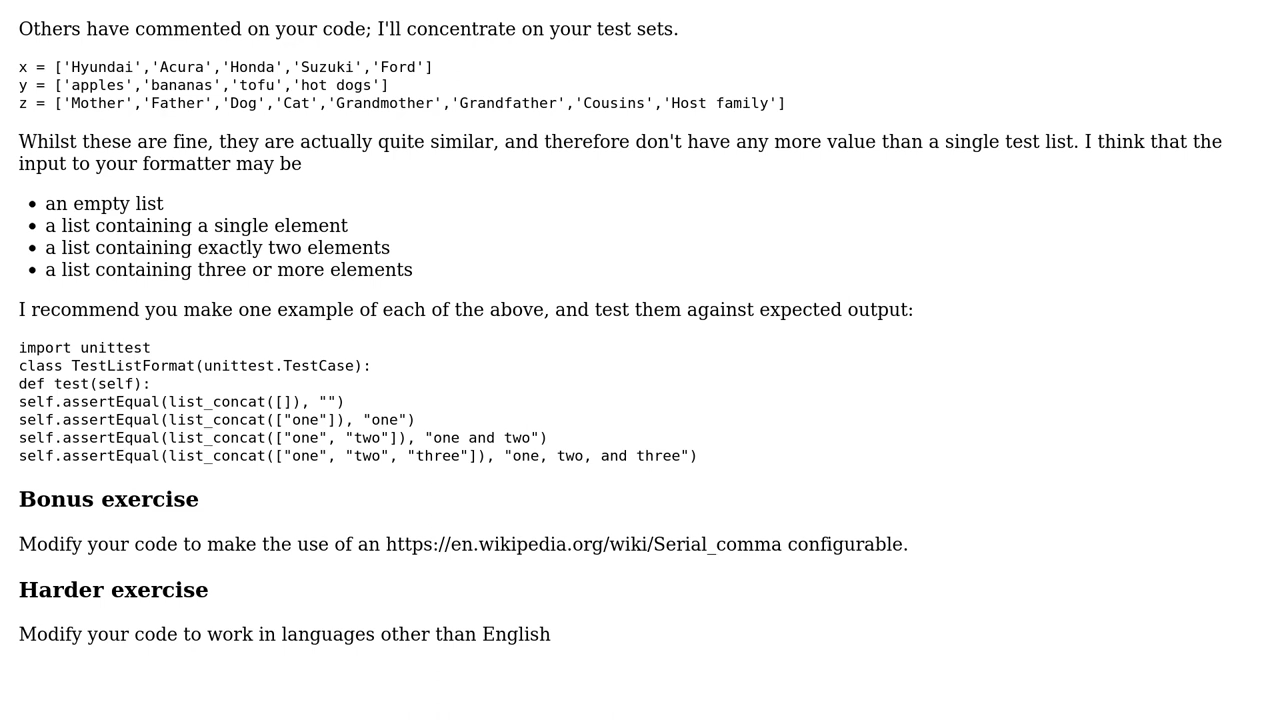 Others have commented on your code; I'll concentrate on your test sets.
x = ['Hyundai','Acura','Honda','Suzuki','Ford']
y = ['apples','bananas','tofu','hot dogs']
z = ['Mother','Father','Dog','Cat','Grandmother','Grandfather','Cousins','Host family']
Whilst these are fine, they are actually quite similar, and therefore don't have any more value than a single test list. I think that the
input to your formatter may be
• an empty list
• a list containing a single element
• a list containing exactly two elements
• a list containing three or more elements
I recommend you make one example of each of the above, and test them against expected output:
import unittest
class TestListFormat(unittest.TestCase):
def test(self):
self.assertEqual(list_concat([]), "")
self.assertEqual(list_concat(["one"]), "one")
self.assertEqual(list_concat(["one", "two"]), "one and two")
self.assertEqual(list_concat(["one", "two", "three"]), "one, two, and three")
Bonus exercise
Modify your code to make the use of an https://en.wikipedia.org/wiki/Serial_comma configurable.
Harder exercise
Modify your code to work in languages other than English